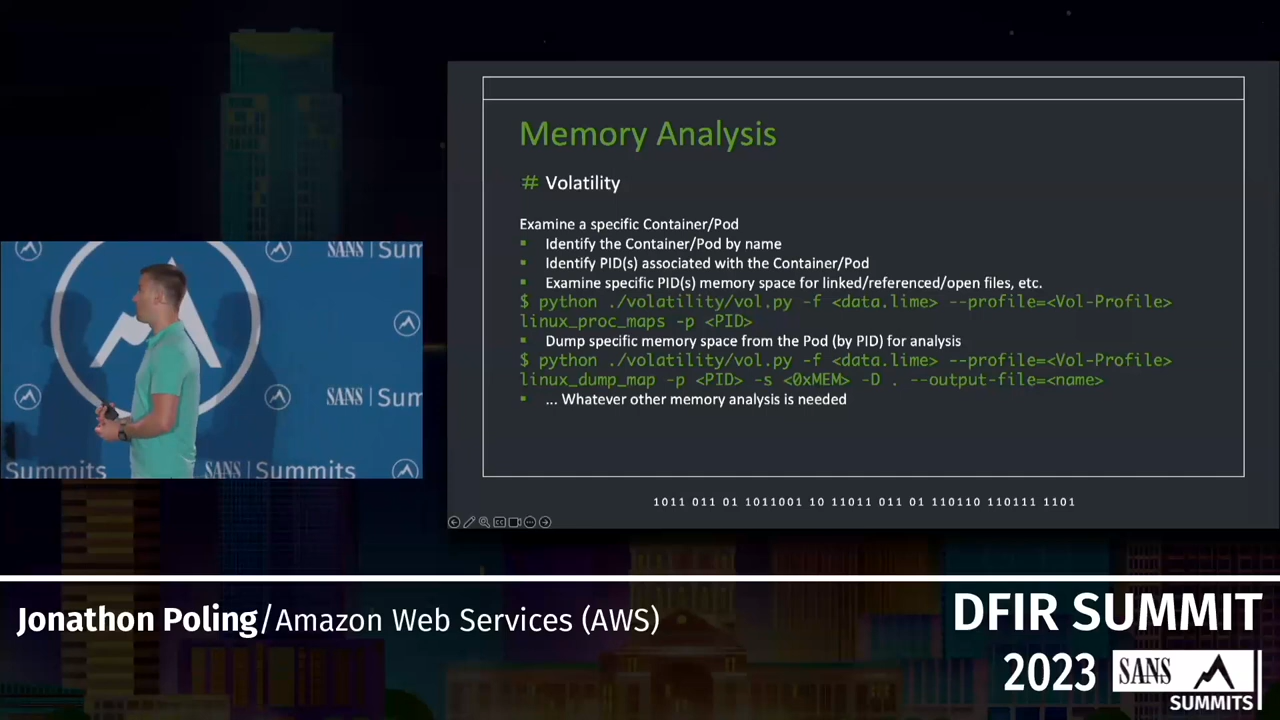 Memory Analysis
# Volatility
Examine a specific Container/Pod
▪ Identify the Container/Pod by name
▪ Identify PID(s) associated with the Container/Pod
▪ Examine specific PID(s) memory space for linked/referenced/open files, etc.
$ python ./volatility/vol.py -f <data.lime> --profile=<Vol-Profile>
linux_proc_maps -p <PID>
▪ Dump specific memory space from the Pod (by PID) for analysis
$ python ./volatility/vol.py -f <data.lime> --profile=<Vol-Profile>
linux_dump_map -p <PID> -s <0xMEM> -D . --output-file=<name>
▪ ... Whatever other memory analysis is needed
1011 011 01 1011001 10 11011 011 01 110110 110111 1101
SANS | Sum
SANS | Sum
Summits
SANS | Summits
Jonathon Poling/Amazon Web Services (AWS)
DFIR SUMMIT
2023
SANS
SUMMITS